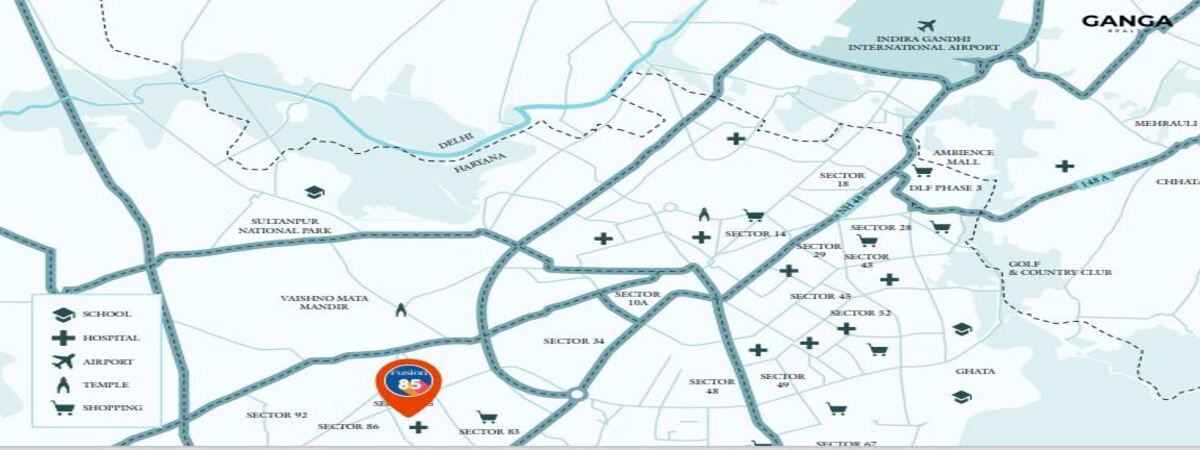 GANGA
REALTY
INDIRA GANDHI
INTERNATIONAL AIRPORT
MEHRAULI
DELHI
HARYANA
AMBIENCE
MALL
SECTOR
18
DLF PHASE 3
148 A
CHHATA
NH 48
SULTANPUR
NATIONAL PARK
SECTOR 14
SECTOR 28
SECTOR
29
SECTOR
43
GOLF
& COUNTRY CLUB
VAISHNO MATA
MANDIR
SECTOR
10A
SECTOR 45
SECTOR 52
SCHOOL
HOSPITAL
AIRPORT
TEMPLE
SHOPPING
SECTOR 34
Fusion
85
SECTOR
48
SECTOR
49
GHATA
SECTOR 92
SECTOR 86
SECTOR 83
SECTOR 67